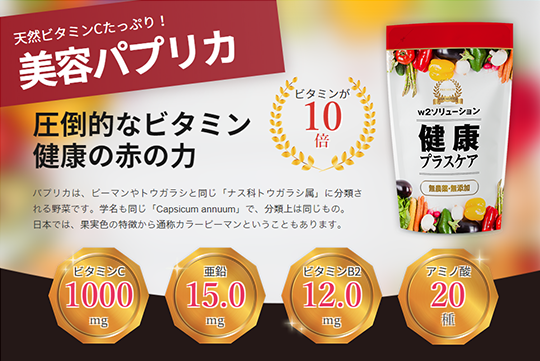 天然ビタミンCたっぷり！
美容パプリカ
圧倒的なビタミン
健康の赤の力
ビタミンが
10
倍
パプリカは、ピーマンやトウガラシと同じ「ナス科トウガラシ属」に分類さ
れる野菜です。学名も同じ「Capsicum annuum」で、分類上は同じもの。
日本では、果実色の特徴から通称カラーピーマンということもあります。
w2ソリューション
健康
プラスケア
無農薬・無添加
ビタミンC
1000
mg
亜鉛
15.0
mg
ビタミンB2
12.0
mg
アミノ酸
20
種